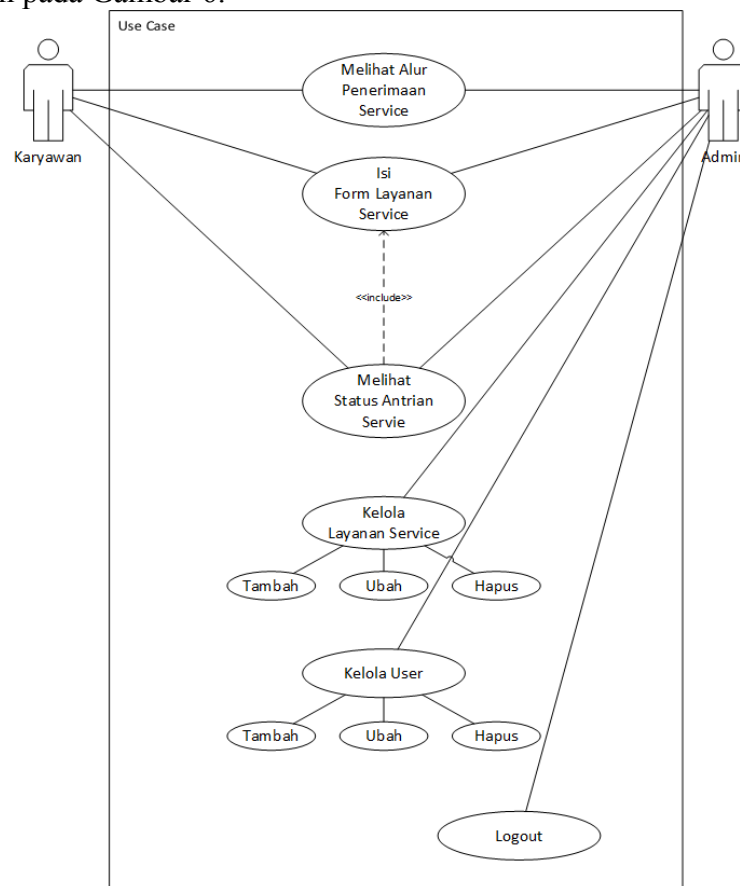 pada Gambar 6.
Use Case
Melihat Alur
Penerimaan
Service
Karyawan
Admin
Isi
Form Layanan
Service
<<include>>
Melihat
Status Antrian
Servie
Kelola
Layanan Service
Tambah
Ubah
Hapus
Kelola User
Tambah
Ubah
Hapus
Logout